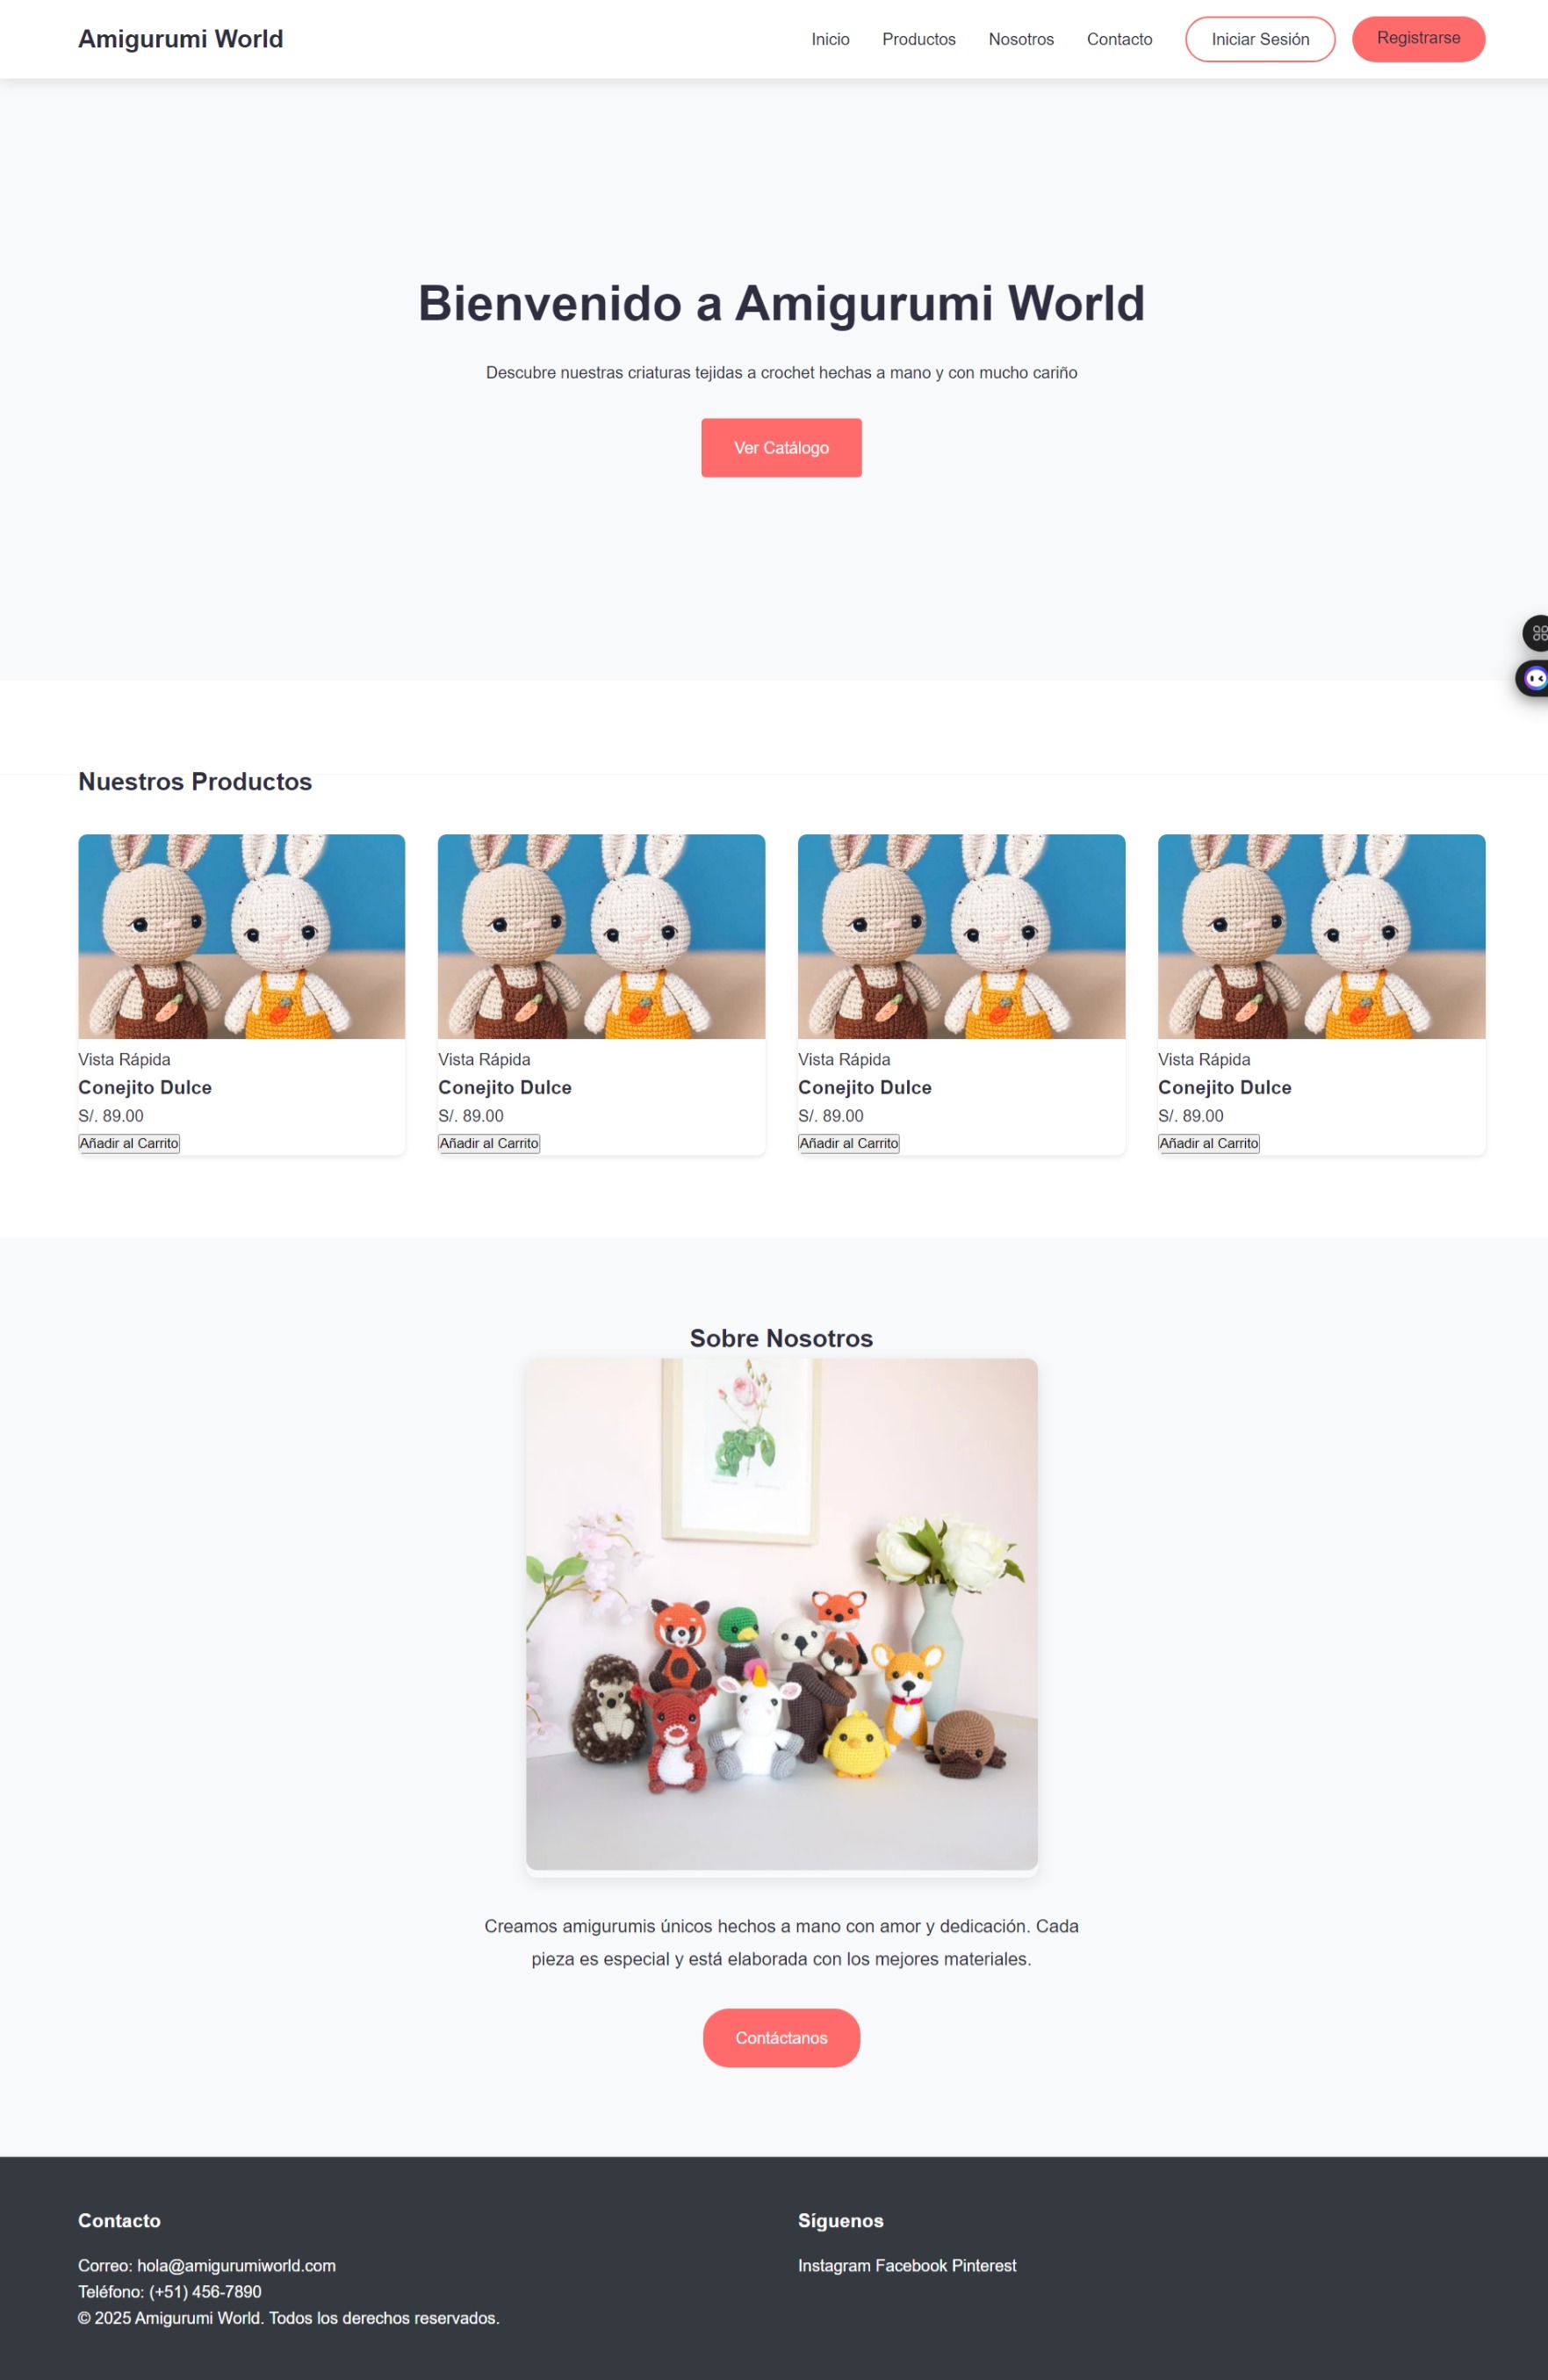 Amigurumi World
Inicio Productos Nosotros Contacto Iniciar Sesión Registrarse
Bienvenido a Amigurumi World
Descubre nuestras criaturas tejidas a crochet hechas a mano y con mucho cariño
Ver Catálogo
Nuestros Productos
Vista Rápida
Conejito Dulce
S/. 89.00
Añadir al Carrito
Vista Rápida
Conejito Dulce
S/. 89.00
Añadir al Carrito
Vista Rápida
Conejito Dulce
S/. 89.00
Añadir al Carrito
Vista Rápida
Conejito Dulce
S/. 89.00
Añadir al Carrito
Sobre Nosotros
Creamos amigurumis únicos hechos a mano con amor y dedicación. Cada
pieza es especial y está elaborada con los mejores materiales.
Contáctanos
Contacto
Correo: hola@amigurumiworld.com
Teléfono: (+51) 456-7890
© 2025 Amigurumi World. Todos los derechos reservados.
Síguenos
Instagram Facebook Pinterest